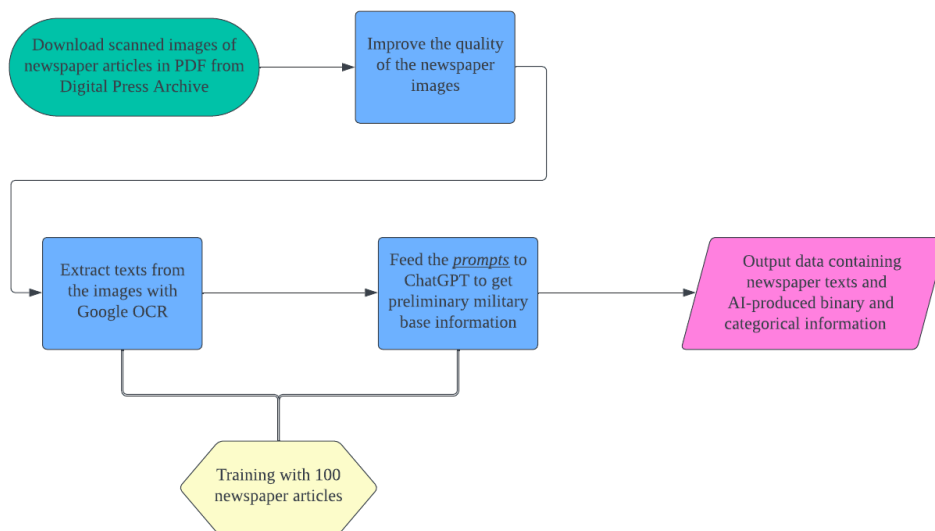 Download scanned images of
newspaper articles in PDF from
Digital Press Archive
Improve the quality
of the newspaper
images
Extract texts from
the images with
Google OCR
Feed the prompts to
ChatGPT to get
preliminary military
base information
Output data containing
newspaper texts and
AI-produced binary and
categorical information
Training with 100
newspaper articles